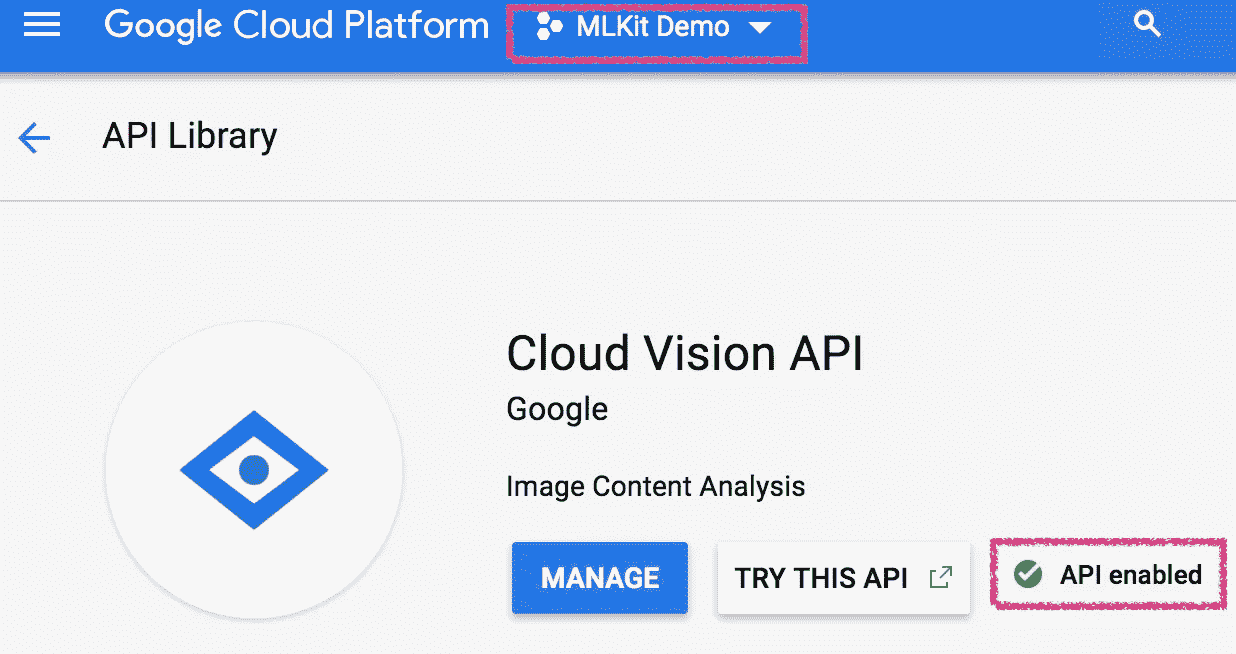 Google Cloud Platform MLKit Demo
API Library
Cloud Vision API
Google
Image Content Analysis
MANAGE TRY THIS API API enabled